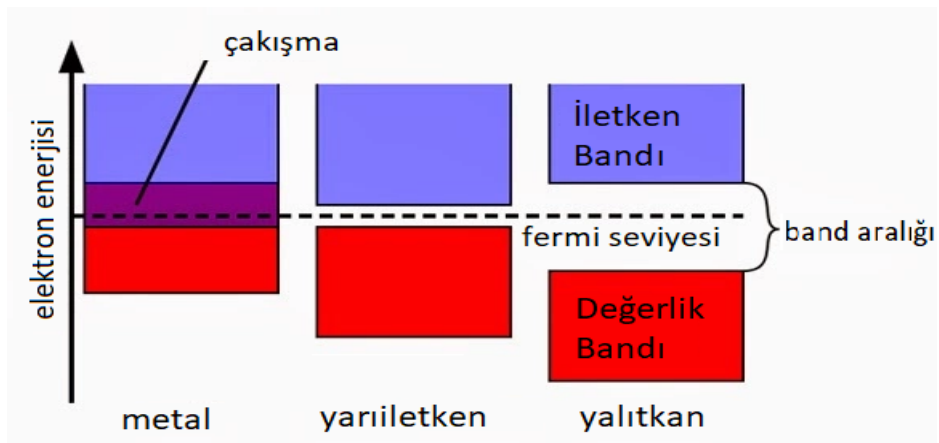 çakışma
elektron enerjisi
İletken
Bandı
fermi seviyesi
band aralığı
Değerlik
Bandı
metal
yarıiletken
yalıtkan